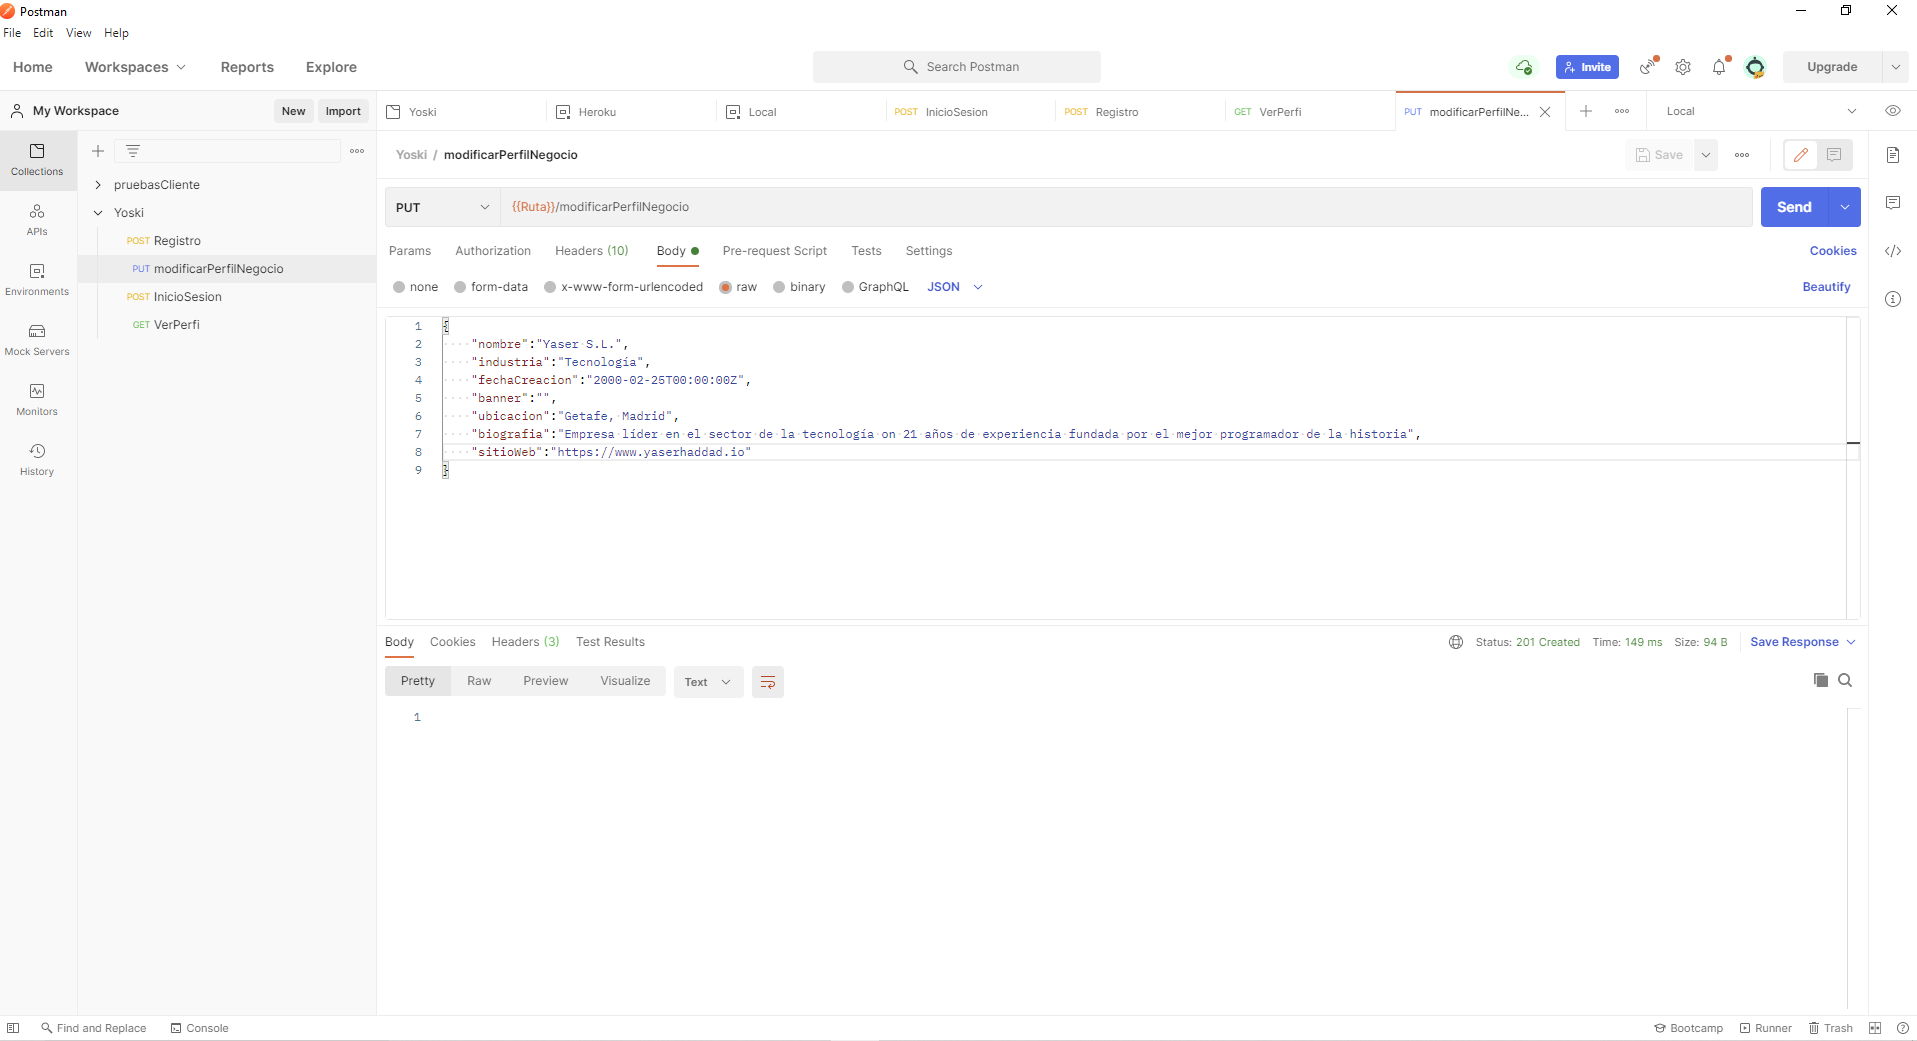 Postman
File Edit View Help
Home Workspaces Reports Explore Search Postman Invite Upgrade
My Workspace New Import Yoski Heroku Local POST InicioSesion POST Registro GET VerPerfi PUT modificarPerfilNe... Local
Yoski / modificarPerfilNegocio Save
Collections
pruebasCliente
Yoski
POST Registro
PUT modificarPerfilNegocio
POST InicioSesion
GET VerPerfi
APIs
Environments
Mock Servers
Monitors
History
PUT {{Ruta}}/modificarPerfilNegocio Send
Params Authorization Headers (10) Body Pre-request Script Tests Settings Cookies
none form-data x-www-form-urlencoded raw binary GraphQL JSON Beautify
1 {
2 "nombre":"Yaser S.L.",
3 "industria":"Tecnología",
4 "fechaCreacion":"2000-02-25T00:00:00Z",
5 "banner":"",
6 "ubicacion":"Getafe, Madrid",
7 "biografia":"Empresa líder en el sector de la tecnología on 21 años de experiencia fundada por el mejor programador de la historia",
8 "sitioWeb":"https://www.yaserhaddad.io"
9 }
Body Cookies Headers (3) Test Results Status: 201 Created Time: 149 ms Size: 94 B Save Response
Pretty Raw Preview Visualize Text
1
Find and Replace Console Bootcamp Runner Trash